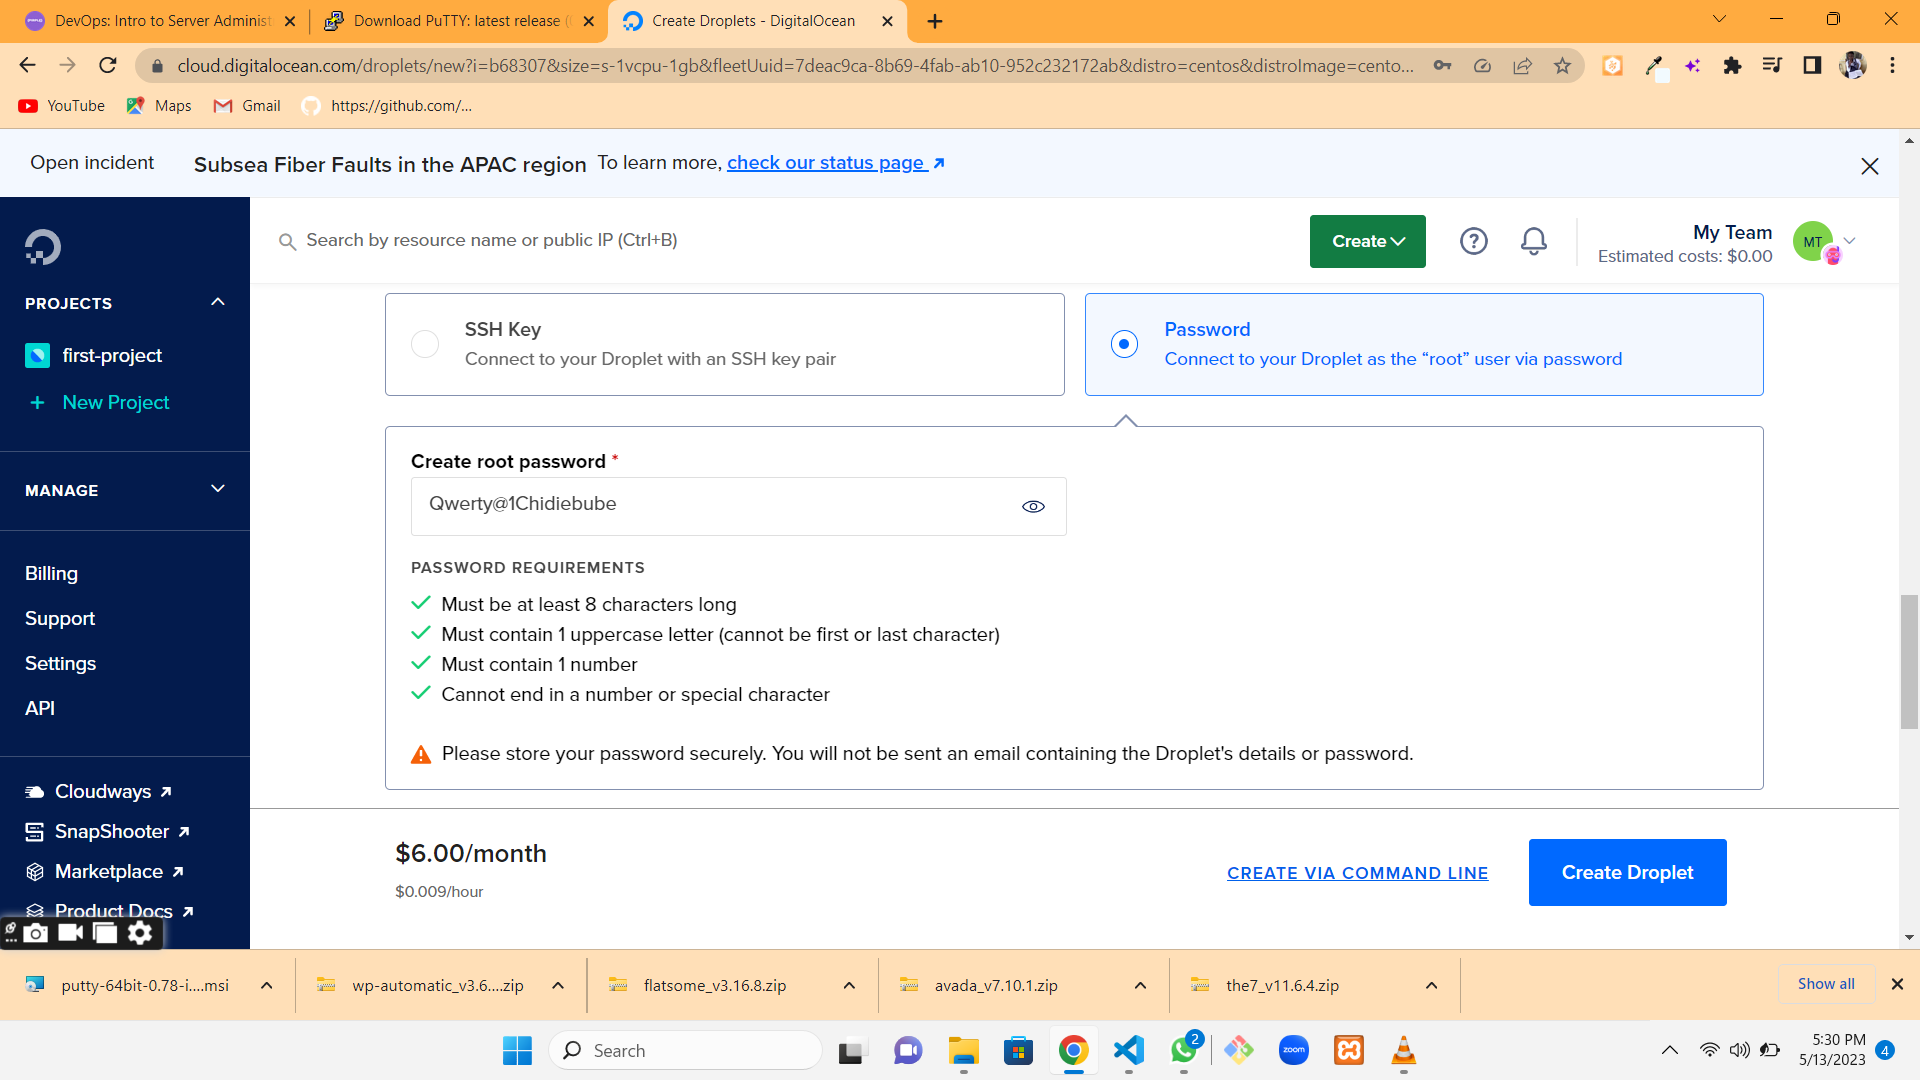 DevOps: Intro to Server Administ
Download PuTTY: latest release (
Create Droplets - DigitalOcean
cloud.digitalocean.com/droplets/new?i=b68307&size=s-1vcpu-1gb&fleetUuid=7deac9ca-8b69-4fab-ab10-952c232172ab&distro=centos&distroImage=cento...
YouTube
Maps
Gmail
https://github.com/...
Open incident
Subsea Fiber Faults in the APAC region
To learn more, check our status page
Search by resource name or public IP (Ctrl+B)
Create
My Team
Estimated costs: $0.00
MT
PROJECTS
first-project
+ New Project
MANAGE
Billing
Support
Settings
API
Cloudways
SnapShooter
Marketplace
Product Docs
SSH Key
Connect to your Droplet with an SSH key pair
Password
Connect to your Droplet as the “root” user via password
Create root password *
Qwerty@1Chidiebube
PASSWORD REQUIREMENTS
Must be at least 8 characters long
Must contain 1 uppercase letter (cannot be first or last character)
Must contain 1 number
Cannot end in a number or special character
Please store your password securely. You will not be sent an email containing the Droplet's details or password.
$6.00/month
$0.009/hour
CREATE VIA COMMAND LINE
Create Droplet
putty-64bit-0.78-i....msi
wp-automatic_v3.6....zip
flatsome_v3.16.8.zip
avada_v7.10.1.zip
the7_v11.6.4.zip
Show all
Search
2
zoom
5:30 PM
5/13/2023
4